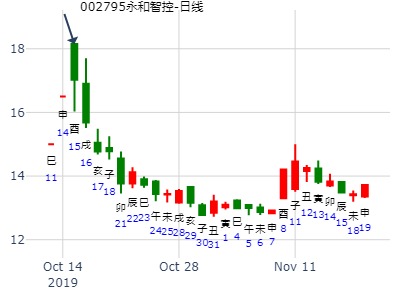 002795永和智控-日线
18
16
14
12
巳
11
申
14
酉
15
戌
16
亥
17
子
18
卯
21
辰
22
巳
23
午
24
未
25
戌
28
亥
29
子
30
丑
31
寅
1
巳
4
午
5
未
6
申
7
酉
8
子
11
丑
12
寅
13
卯
14
辰
15
未
18
申
19
Oct 14
2019
Oct 28
Nov 11